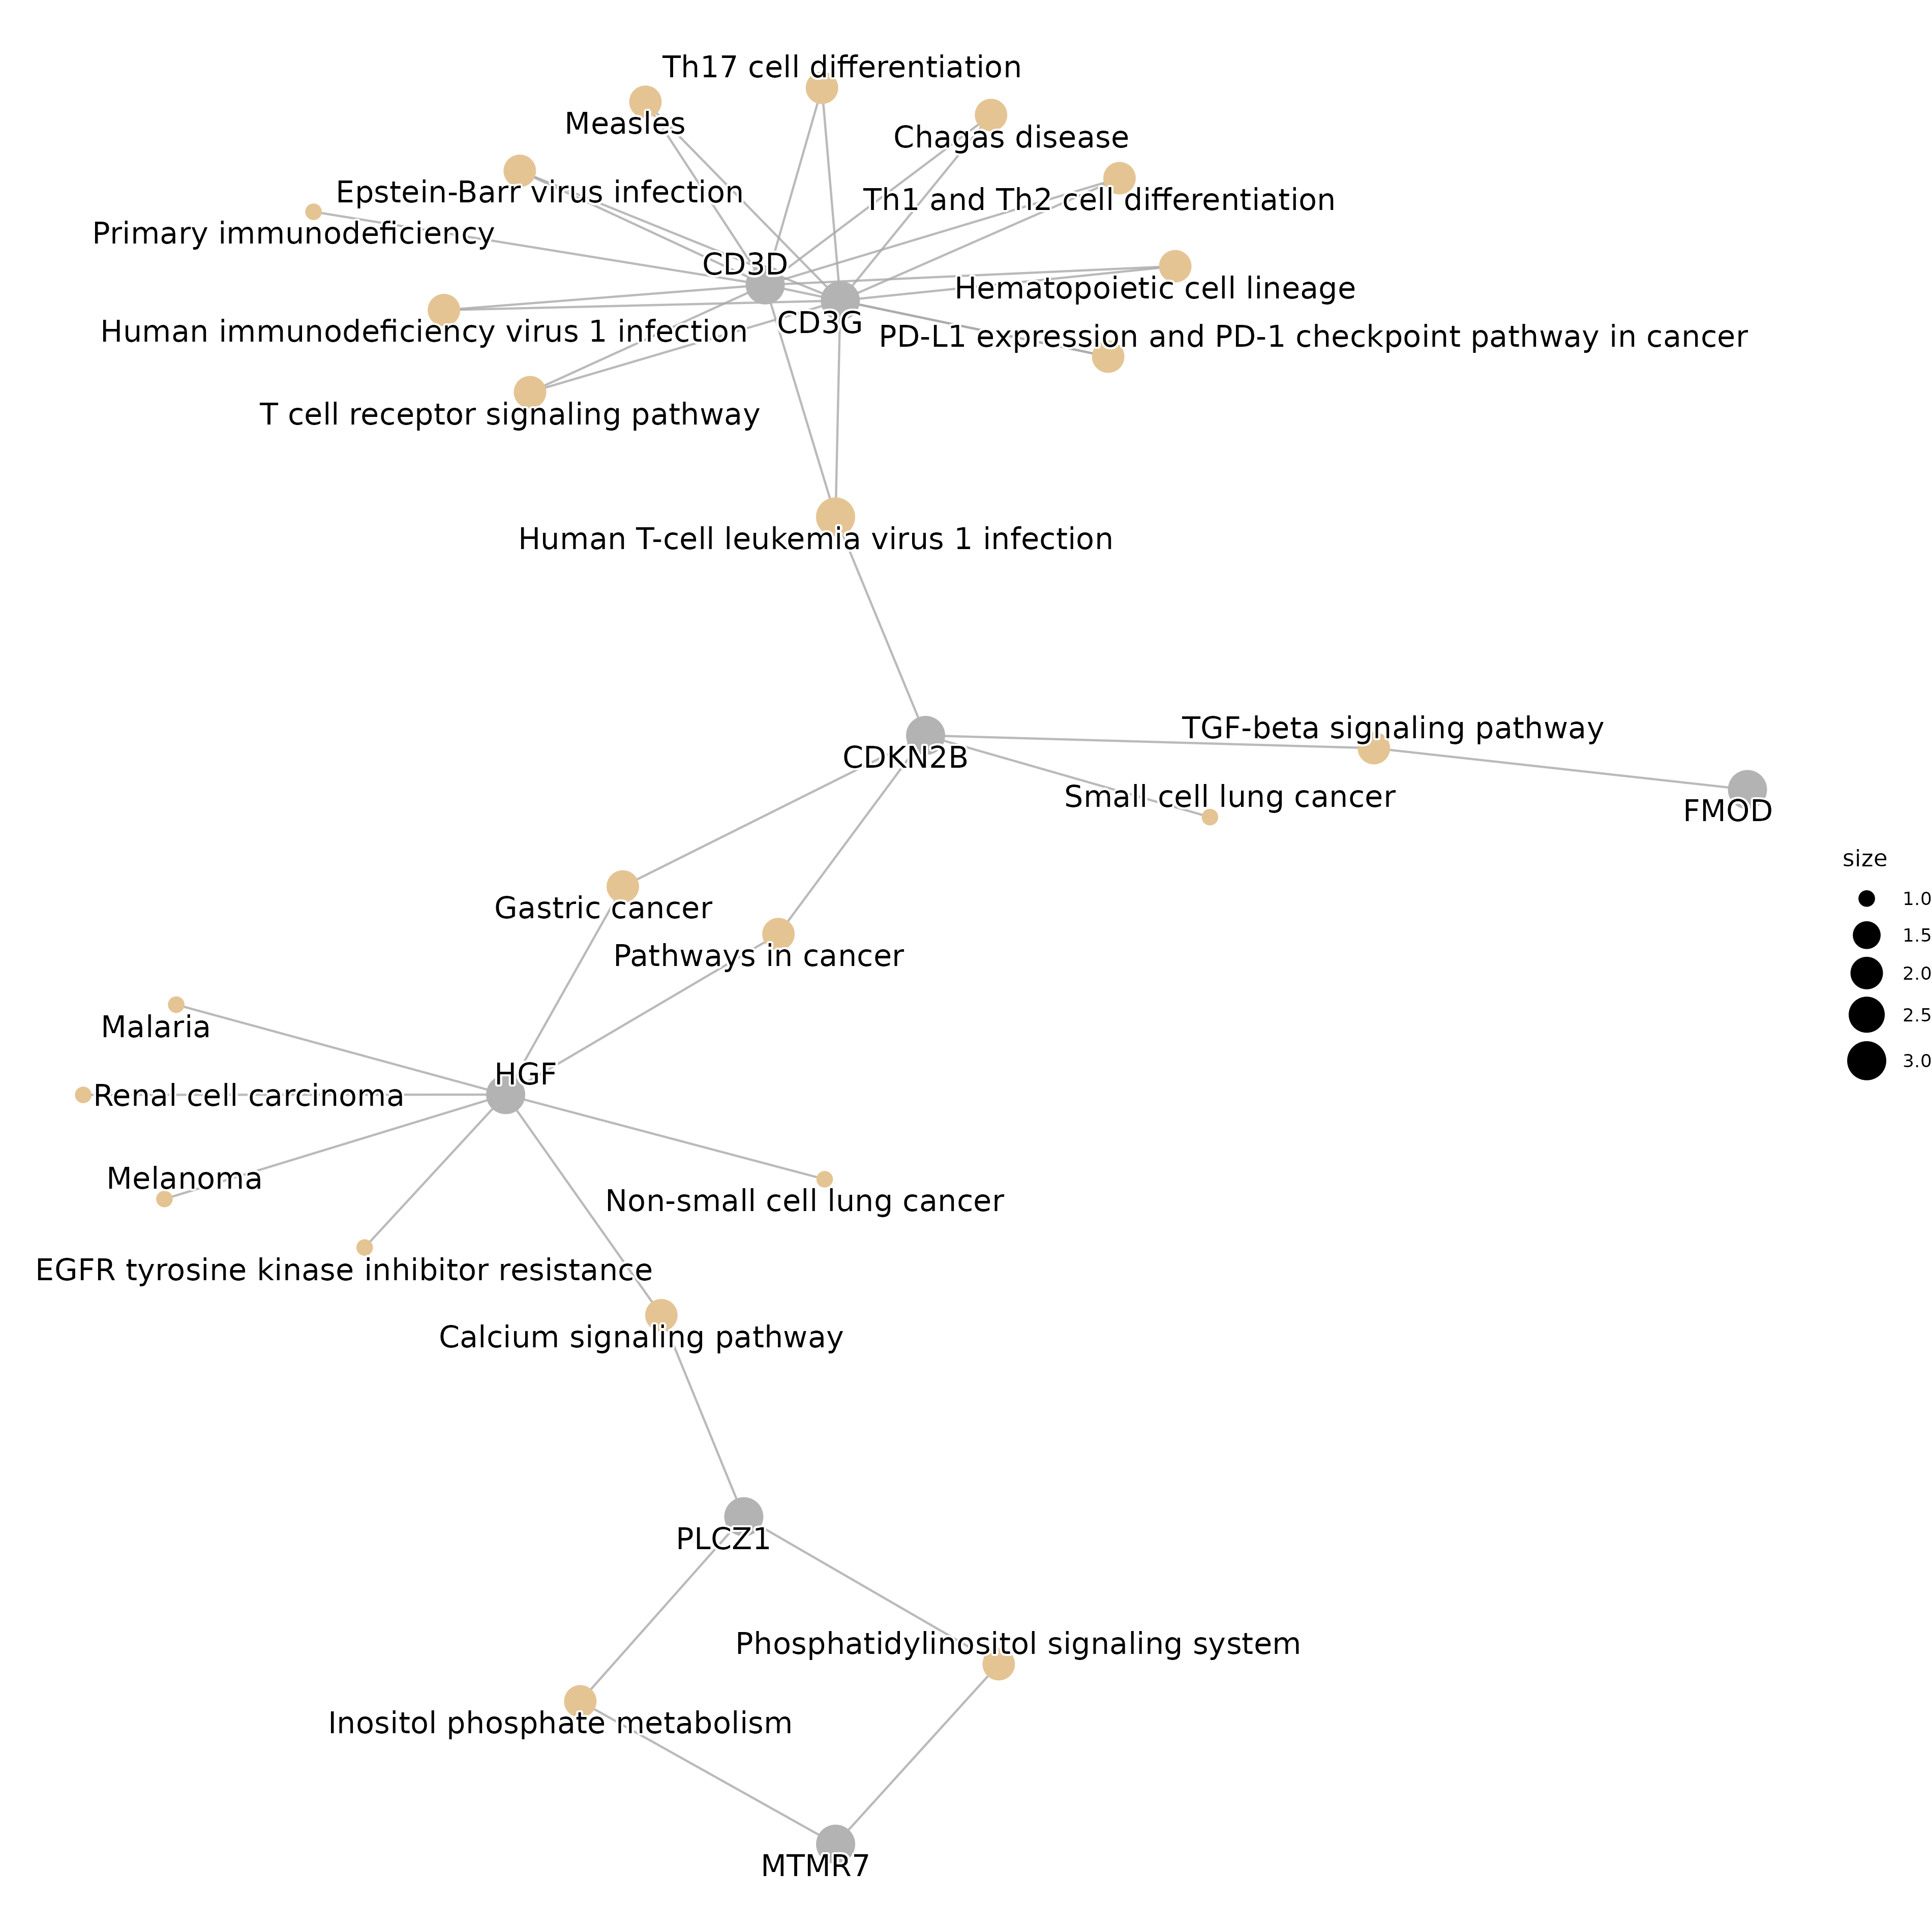 Th17 cell differentiation
Measles
Chagas disease
Epstein-Barr virus infection
Th1 and Th2 cell differentiation
Primary immunodeficiency
CD3D
Hematopoietic cell lineage
CD3G
Human immunodeficiency virus 1 infection
PD-L1 expression and PD-1 checkpoint pathway in cancer
T cell receptor signaling pathway
Human T-cell leukemia virus 1 infection
TGF-beta signaling pathway
CDKN2B
Small cell lung cancer
FMOD
size
1.0
1.5
2.0
2.5
3.0
Gastric cancer
Pathways in cancer
Malaria
HGF
Renal cell carcinoma
Melanoma
Non-small cell lung cancer
EGFR tyrosine kinase inhibitor resistance
Calcium signaling pathway
PLCZ1
Phosphatidylinositol signaling system
Inositol phosphate metabolism
MTMR7